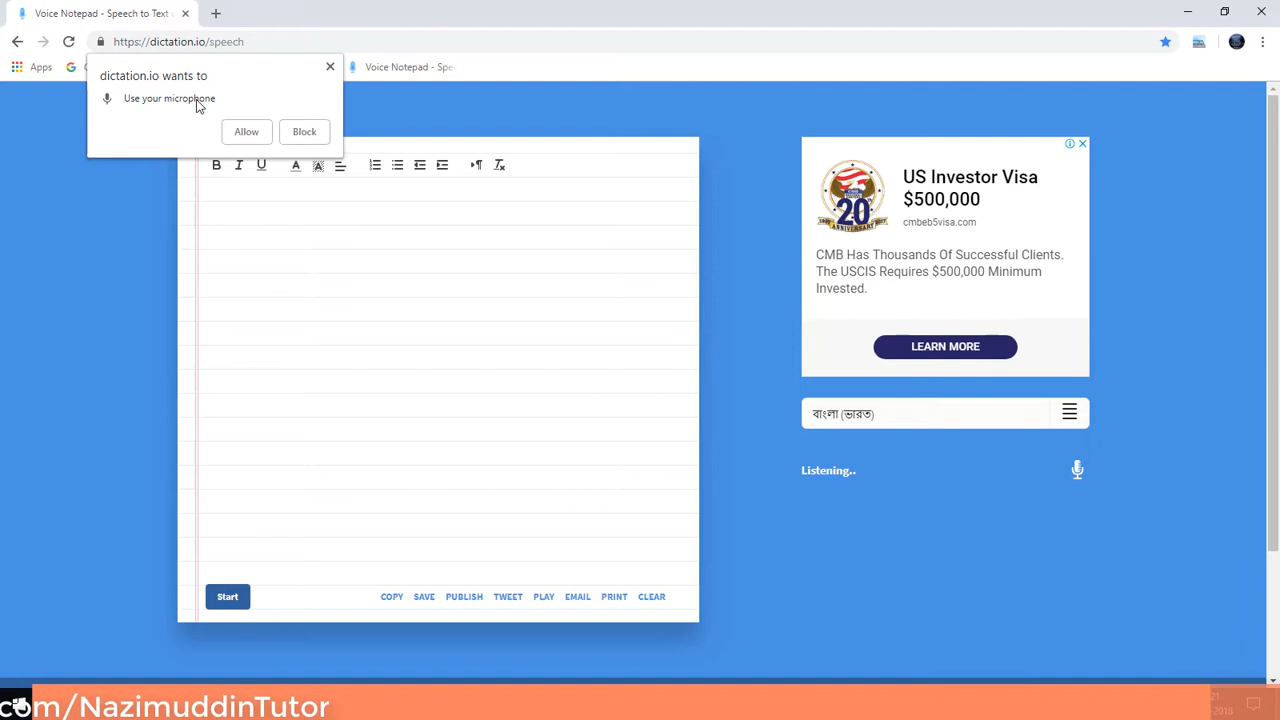 Voice Notepad - Speech to Text
https://dictation.io/speech
Apps
Voice Notepad - Spe
dictation.io wants to
Use your microphone
Allow
Block
US Investor Visa
$500,000
cmbeb5visa.com
CMB Has Thousands Of Successful Clients.
The USCIS Requires $500,000 Minimum
Invested.
LEARN MORE
20
ANNIVERSARY
বাংলা (ভারত)
Listening..
Start
COPY
SAVE
PUBLISH
TWEET
PLAY
EMAIL
PRINT
CLEAR
com/NazimuddinTutor
-2018